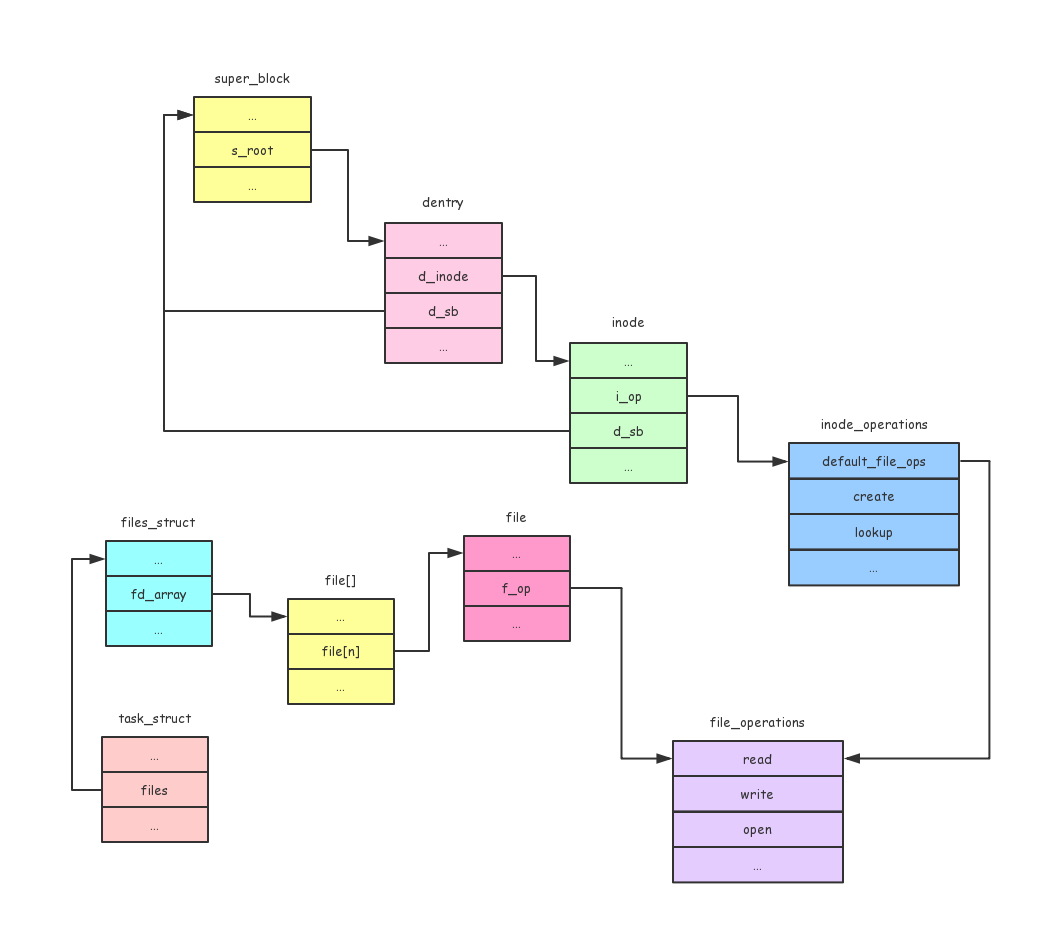 super_block
...
s_root
...
dentry
...
d_inode
d_sb
...
inode
...
i_op
d_sb
...
inode_operations
default_file_ops
create
lookup
...
files_struct
...
fd_array
...
file[]
...
file[n]
...
file
...
f_op
...
task_struct
...
files
...
file_operations
read
write
open
...